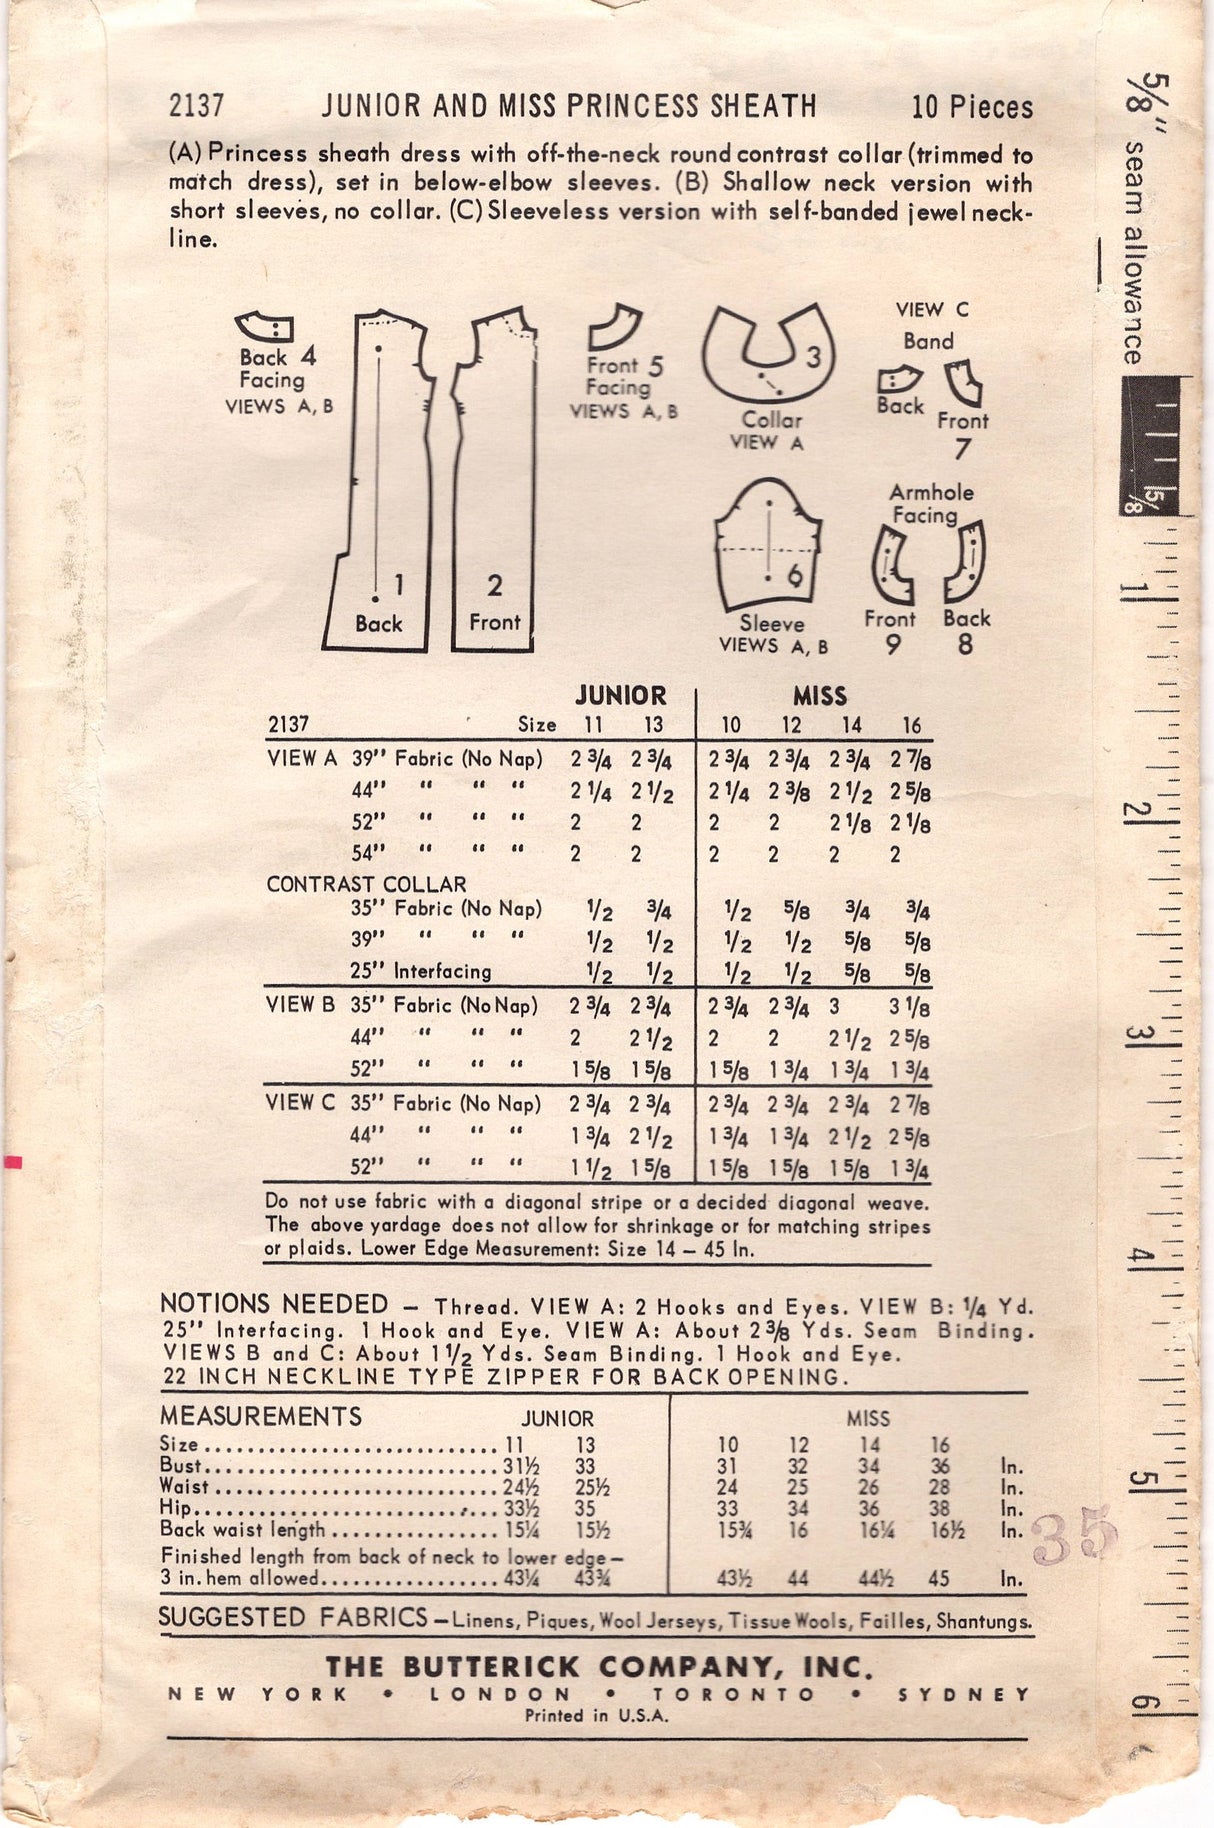 2137 JUNIOR AND MISS PRINCESS SHEATH 10 Pieces
(A) Princess sheath dress with off-the-neck round contrast collar (trimmed to
match dress), set in below-elbow sleeves. (B) Shallow neck version with
short sleeves, no collar. (C) Sleeveless version with self-banded jewel neck-
line.
Back 4
Facing
VIEWS A, B
1
Back
2
Front
Front 5
Facing
VIEWS A, B
3
Collar
VIEW A
VIEW C
Band
Back
Front
7
6
Sleeve
VIEWS A, B
Armhole
Facing
Front
9
Back
8
JUNIOR MISS
2137 Size 11 13 10 12 14 16
VIEW A 39" Fabric (No Nap) 2 3/4 2 3/4 2 3/4 2 3/4 2 3/4 2 7/8
44" " " " 2 1/4 2 1/2 2 1/4 2 3/8 2 1/2 2 5/8
52" " " " 2 2 2 2 2 1/8 2 1/8
54" " " " 2 2 2 2 2 2
CONTRAST COLLAR
35" Fabric (No Nap) 1/2 3/4 1/2 5/8 3/4 3/4
39" " " " 1/2 1/2 1/2 1/2 5/8 5/8
25" Interfacing 1/2 1/2 1/2 1/2 5/8 5/8
VIEW B 35" Fabric (No Nap) 2 3/4 2 3/4 2 3/4 2 3/4 3 3 1/8
44" " " " 2 2 1/2 2 2 2 1/2 2 5/8
52" " " " 1 5/8 1 5/8 1 5/8 1 3/4 1 3/4 1 3/4
VIEW C 35" Fabric (No Nap) 2 3/4 2 3/4 2 3/4 2 3/4 2 3/4 2 7/8
44" " " " 1 3/4 2 1/2 1 3/4 1 3/4 2 1/2 2 5/8
52" " " " 1 1/2 1 5/8 1 5/8 1 5/8 1 5/8 1 3/4
Do not use fabric with a diagonal stripe or a decided diagonal weave.
The above yardage does not allow for shrinkage or for matching stripes
or plaids. Lower Edge Measurement: Size 14 – 45 In.
NOTIONS NEEDED – Thread. VIEW A: 2 Hooks and Eyes. VIEW B: 1/4 Yd.
25" Interfacing. 1 Hook and Eye. VIEW A: About 2 3/8 Yds. Seam Binding.
VIEWS B and C: About 1 1/2 Yds. Seam Binding. 1 Hook and Eye.
22 INCH NECKLINE TYPE ZIPPER FOR BACK OPENING.
MEASUREMENTS JUNIOR MISS
Size............................ 11 13 10 12 14 16
Bust............................ 31½ 33 31 32 34 36 In.
Waist........................... 24½ 25½ 24 25 26 28 In.
Hip............................. 33½ 35 33 34 36 38 In.
Back waist length................ 15¼ 15½ 15¾ 16 16¼ 16½ In.
Finished length from back of neck to lower edge –
3 in. hem allowed................. 43¼ 43¾ 43½ 44 44½ 45 In.
35
SUGGESTED FABRICS – Linens, Piques, Wool Jerseys, Tissue Wools, Failles, Shantungs.
THE BUTTERICK COMPANY, INC.
NEW YORK • LONDON • TORONTO • SYDNEY
Printed in U.S.A.
5/8" seam allowance
5/8
1
2
3
4
5
6